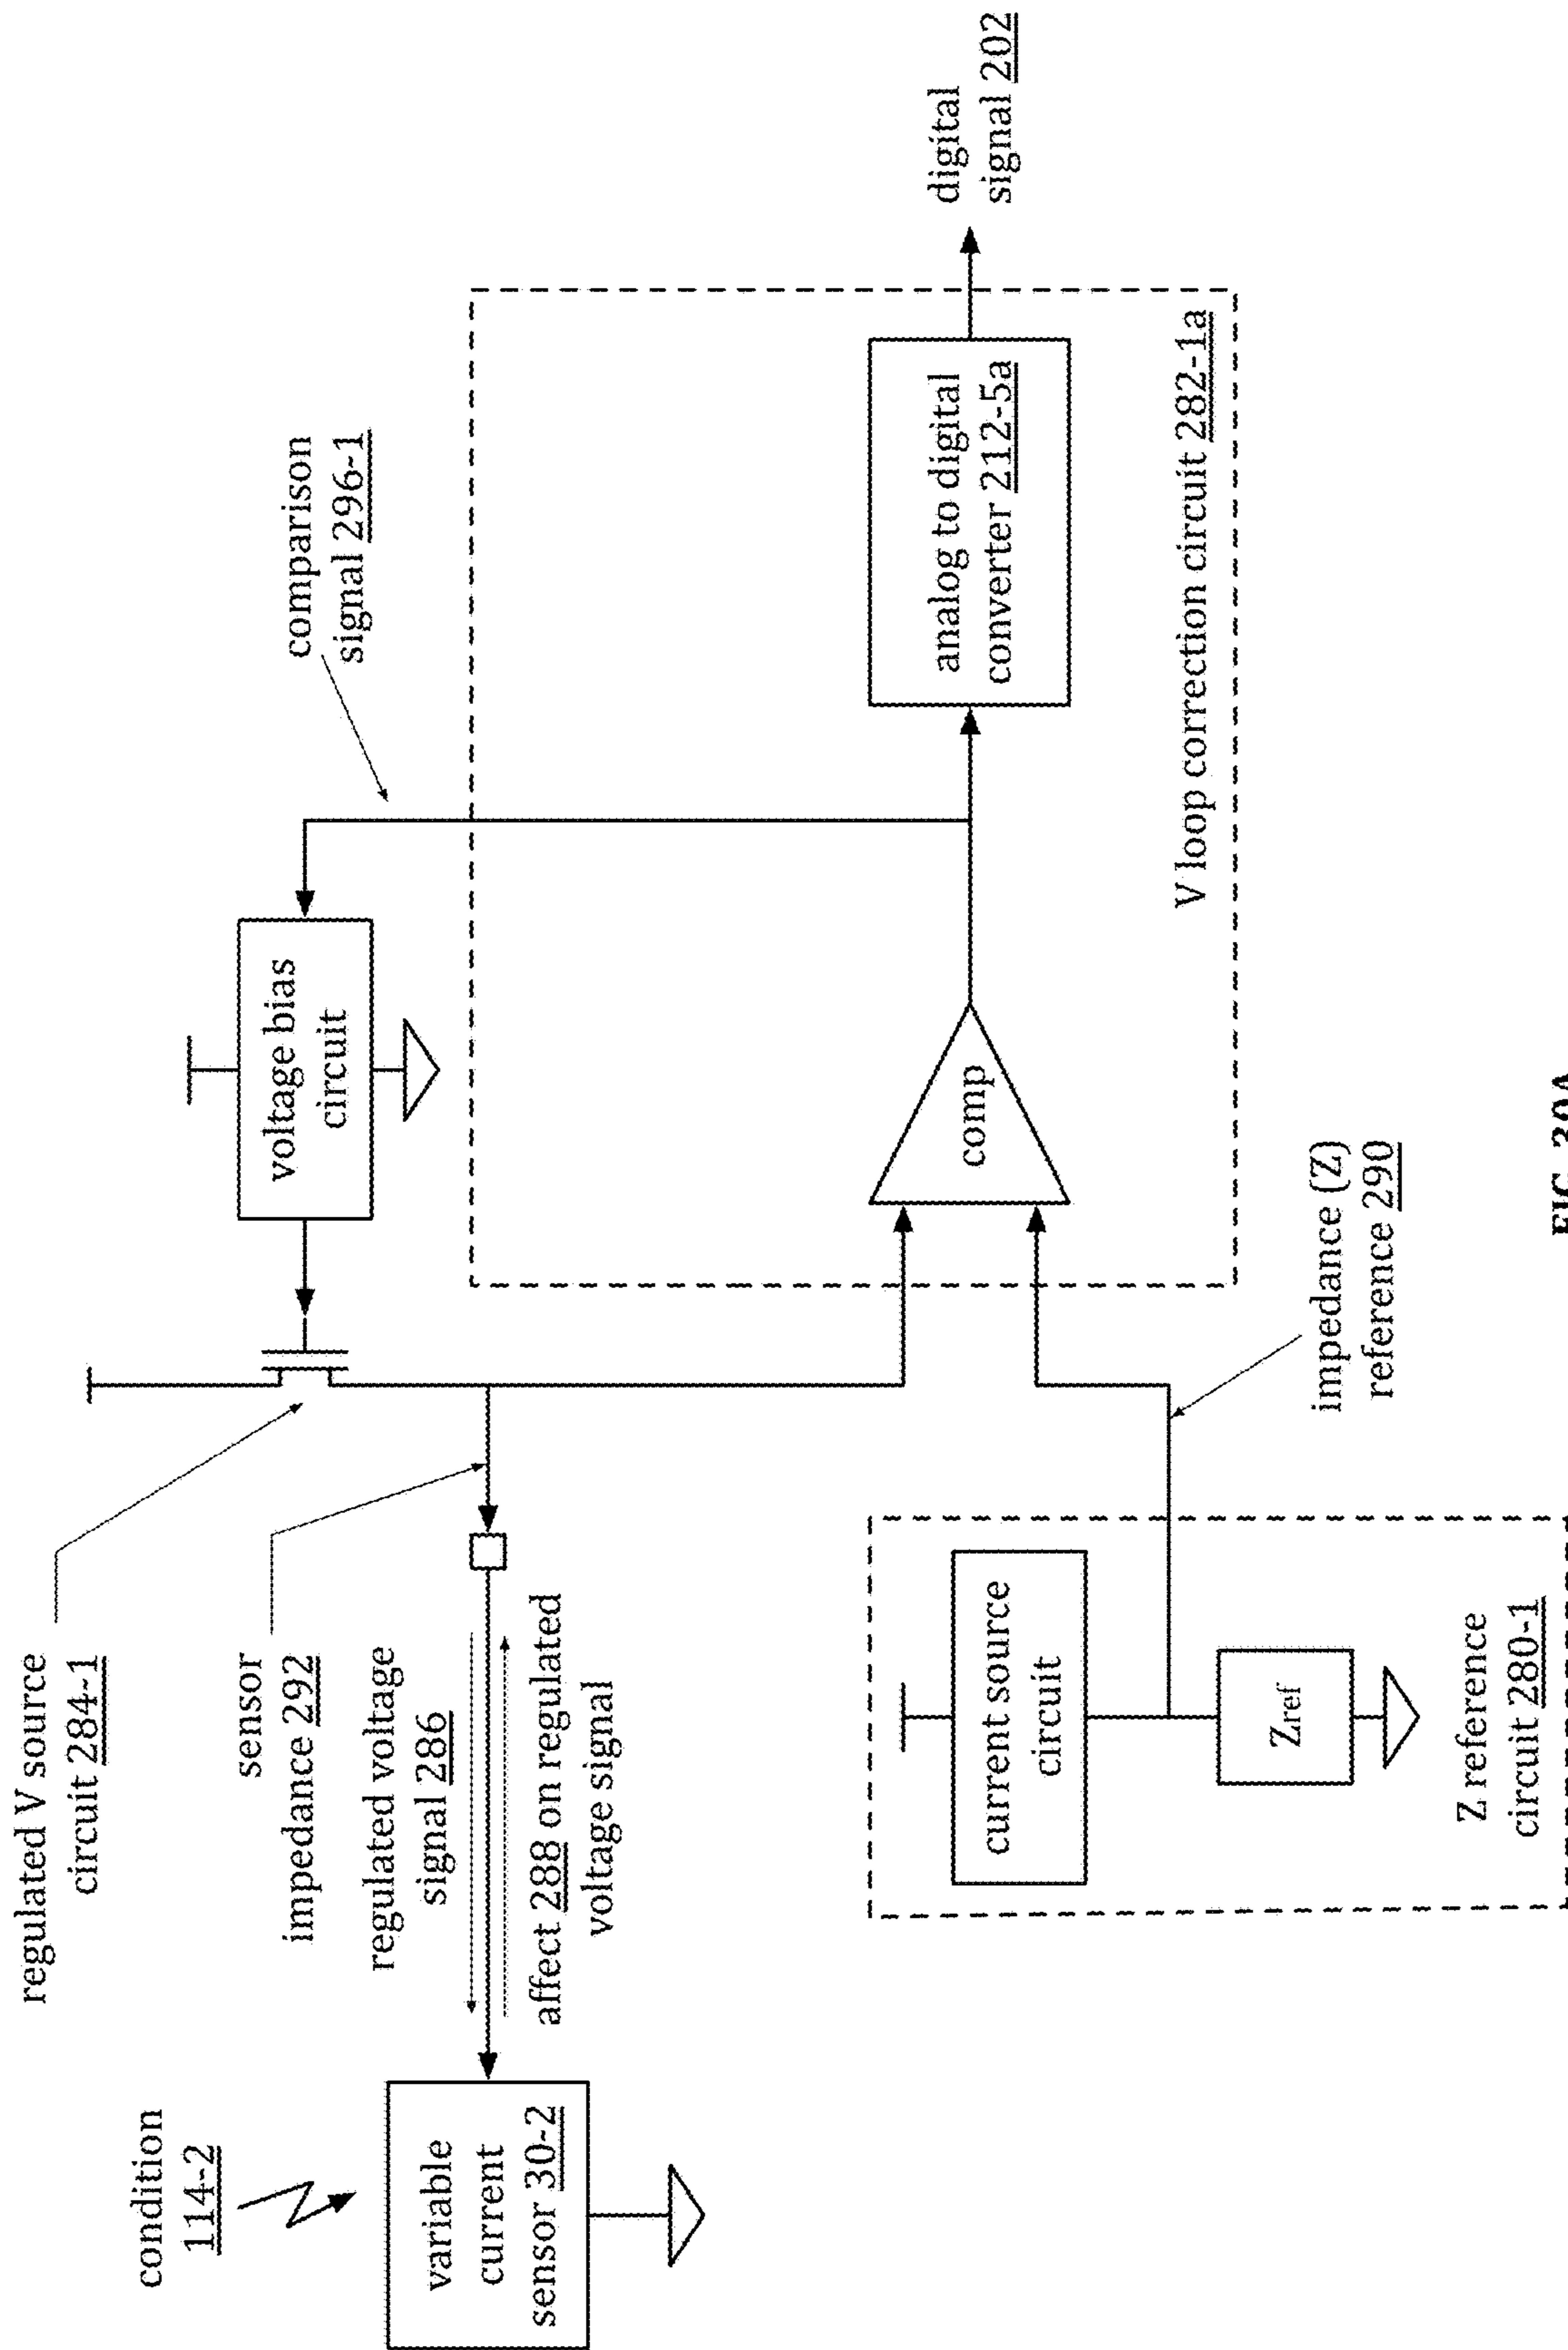 condition
114-2
variable
current
sensor 30-2
regulated V source
circuit 284-1
sensor
impedance 292
regulated voltage
signal 286
affect 288 on regulated
voltage signal
current source
circuit
Zref
Z reference
circuit 280-1
voltage bias
circuit
comparison
signal 296-1
comp
impedance (Z)
reference 290
analog to digital
converter 212-5a
V loop correction circuit 282-1a
digital
signal 202